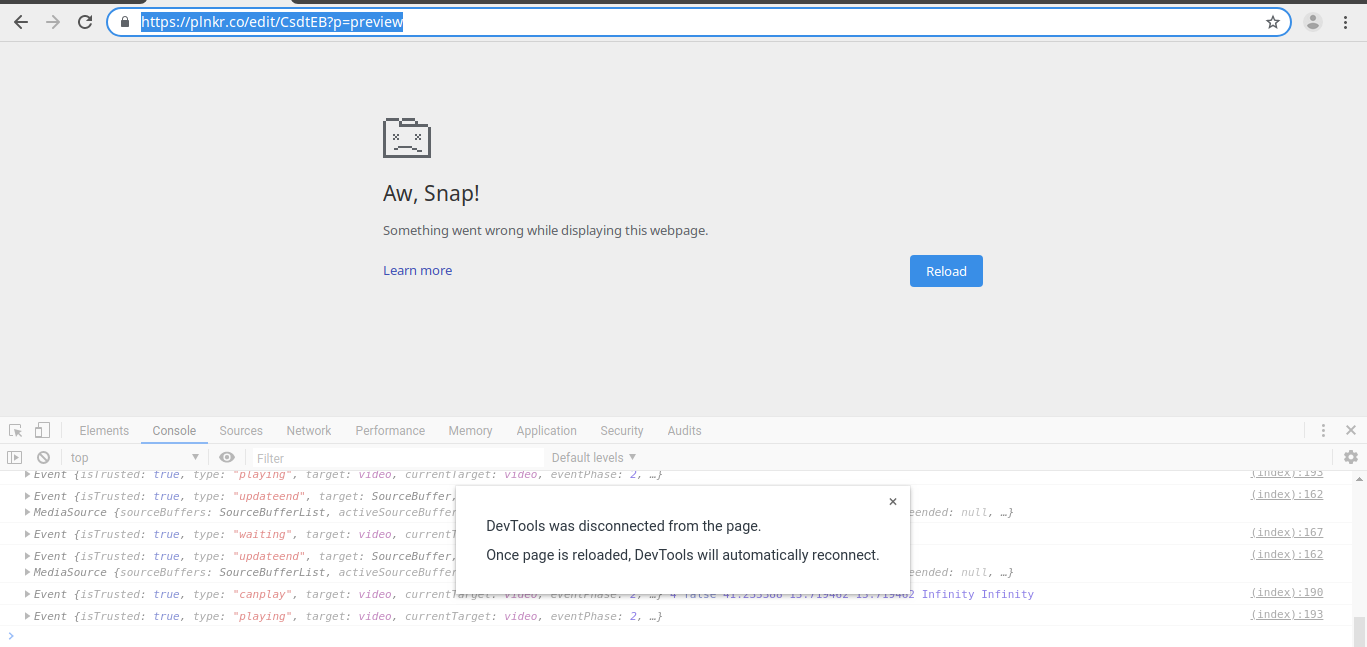 https://plnkr.co/edit/CsdtEB?p=preview
Aw, Snap!
Something went wrong while displaying this webpage.
Learn more
Reload
Elements Console Sources Network Performance Memory Application Security Audits
top Filter Default levels
Event {isTrusted: true, type: "playing", target: video, currentTarget: video, eventPhase: 2, …} (index):193
Event {isTrusted: true, type: "updateend", target: SourceBuffer, (index):162
MediaSource {sourceBuffers: SourceBufferList, activeSourceBuffer eended: null, …}
Event {isTrusted: true, type: "waiting", target: video, currentT (index):167
Event {isTrusted: true, type: "updateend", target: SourceBuffer, (index):162
MediaSource {sourceBuffers: SourceBufferList, activeSourceBuffer eended: null, …}
Event {isTrusted: true, type: "canplay", target: video, currentTarget: video, eventPhase: 2, …} 4 false Infinity Infinity (index):190
Event {isTrusted: true, type: "playing", target: video, currentTarget: video, eventPhase: 2, …} (index):193
DevTools was disconnected from the page.
Once page is reloaded, DevTools will automatically reconnect.